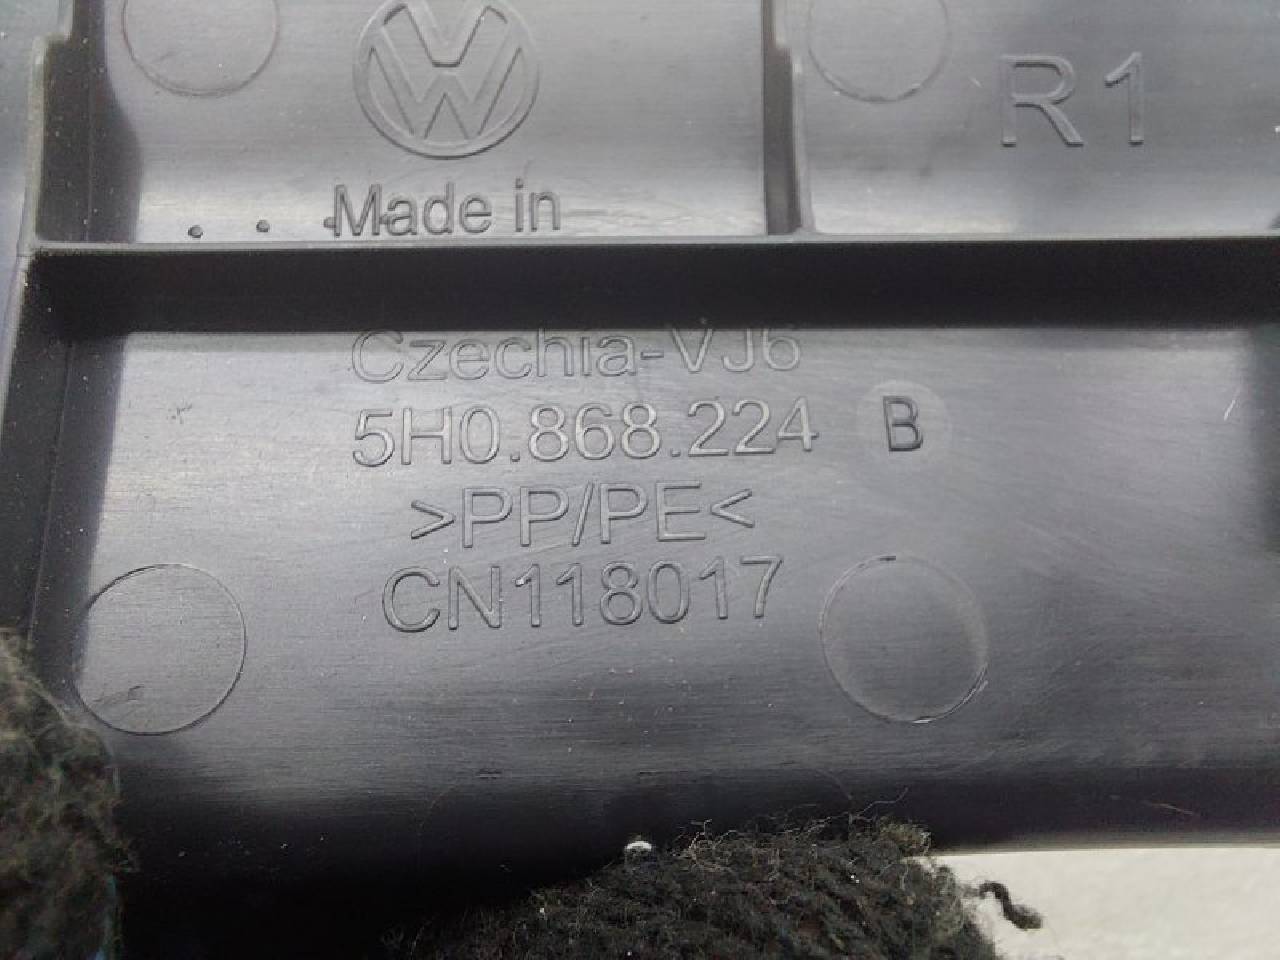 R1
Made in
Czechia-VJ6
5H0.868.224 B
>PP/PE<
CN118017